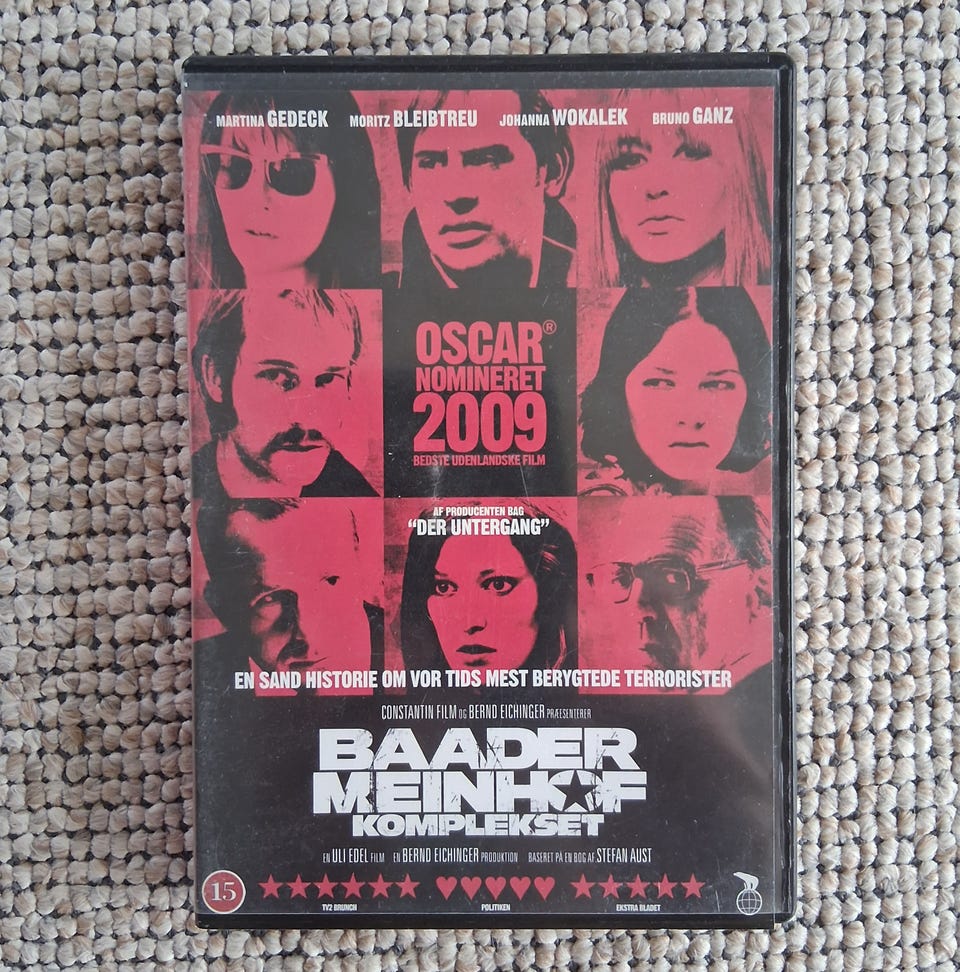 MARTINA GEDECK MORITZ BLEIBTREU JOHANNA WOKALEK BRUNO GANZ
OSCAR®
NOMINERET
2009
BEDSTE UDENLANDSKE FILM
AF PRODUCENTEN BAG
"DER UNTERGANG"
EN SAND HISTORIE OM VOR TIDS MEST BERYGTEDE TERRORISTER
CONSTANTIN FILM OG BERND EICHINGER PRÆSENTERER
BAADER
MEINHOF
KOMPLEKSET
EN ULI EDEL FILM EN BERND EICHINGER PRODUKTION BASERET PÅ EN BOG AF STEFAN AUST
15
TV2 BRUNCH POLITIKEN EKSTRA BLADET